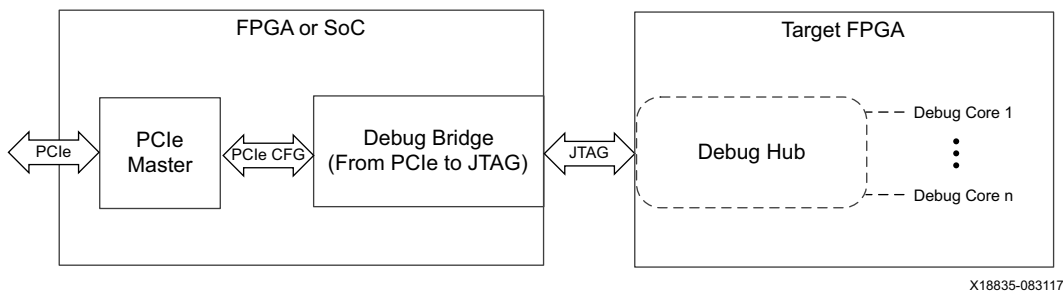 FPGA or SoC
Target FPGA
PCIe
PCIe
Master
PCIe CFG
Debug Bridge
(From PCIe to JTAG)
JTAG
Debug Hub
Debug Core 1
Debug Core n
X18835-083117